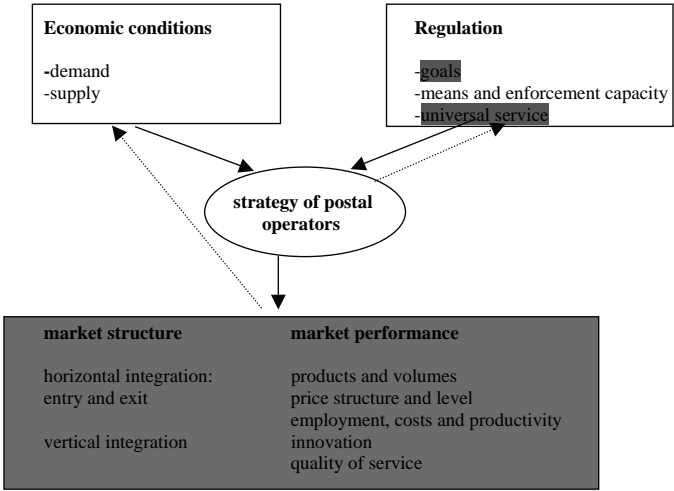 Economic conditions
-demand
-supply
Regulation
-goals
-means and enforcement capacity
-universal service
strategy of postal
operators
market structure
horizontal integration:
entry and exit
vertical integration
market performance
products and volumes
price structure and level
employment, costs and productivity
innovation
quality of service